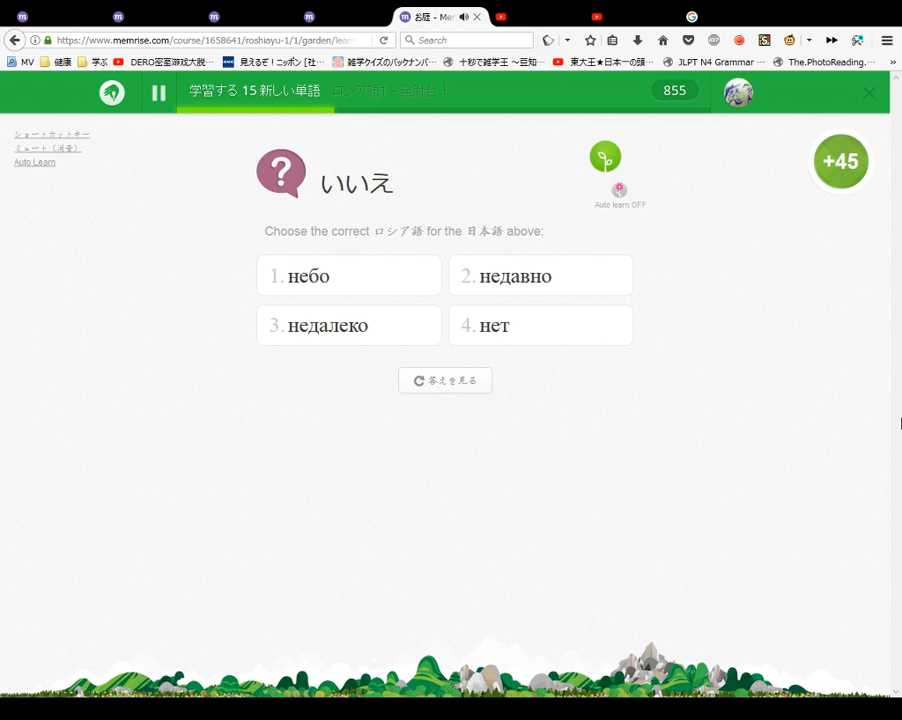 お庭 - Mem
https://www.memrise.com/course/1658641/roshiayu-1/1/garden/lear
Search
MV
健康
学ぶ
DERO密室游戏大脱…
見えるぞ！ニッポン [社…
雑学クイズのバックナンバ…
十秒で雑学王 ～豆知…
東大王★日本一の頭…
JLPT N4 Grammar …
The.PhotoReading.…
学習する 15 新しい単語
855
ショートカットキー
ミュート（消音）
Auto Learn
+45
いいえ
Auto learn OFF
Choose the correct ロシア語 for the 日本語 above:
1. небо
2. недавно
3. недалеко
4. нет
答えを見る